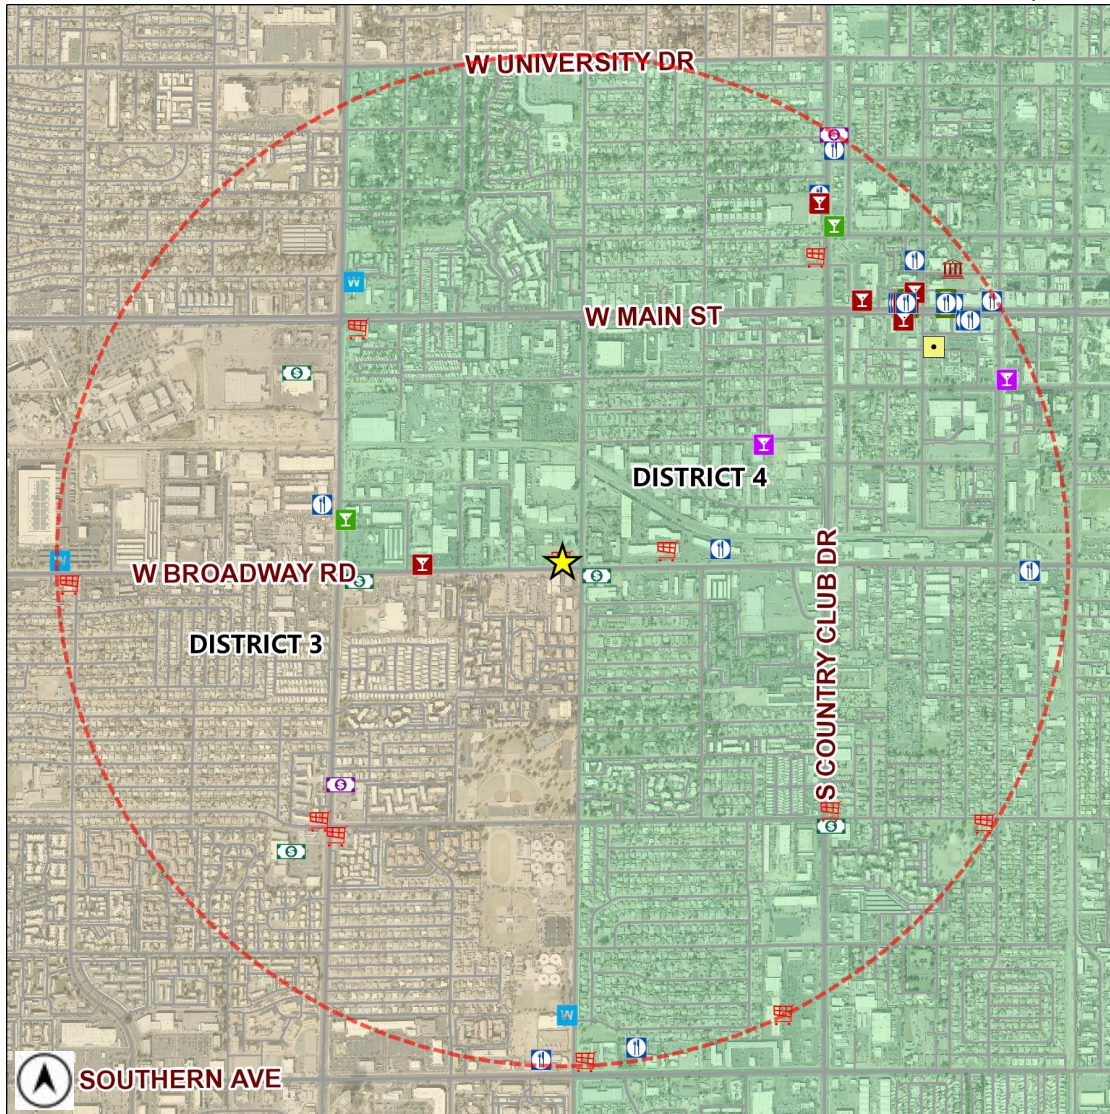 W UNIVERSITY DR
W
W MAIN ST
DISTRICT 4
W
W BROADWAY RD
S COUNTRY CLUB DR
DISTRICT 3
W
SOUTHERN AVE